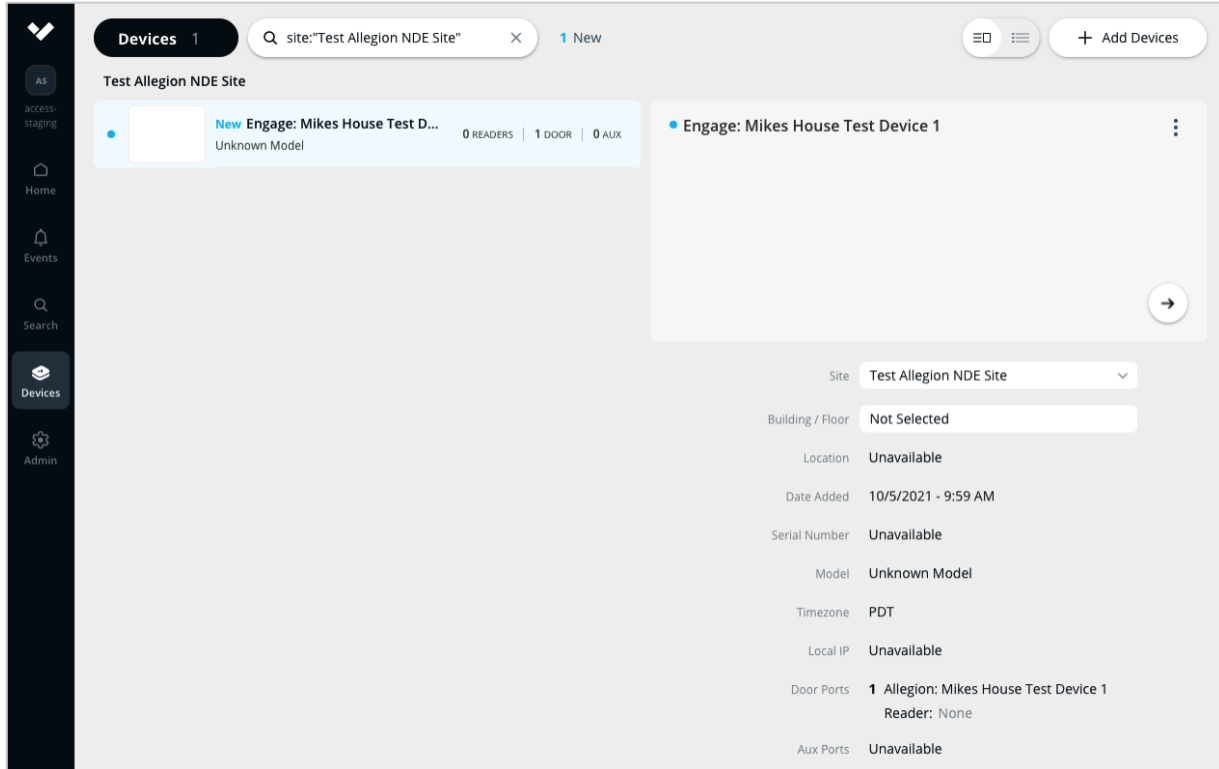 Devices 1
site:"Test Allegion NDE Site"
1 New
+ Add Devices
AS
access-
staging
Home
Events
Search
Devices
Admin
Test Allegion NDE Site
New Engage: Mikes House Test D...
Unknown Model
0 READERS | 1 DOOR | 0 AUX
Engage: Mikes House Test Device 1
Site Test Allegion NDE Site
Building / Floor Not Selected
Location Unavailable
Date Added 10/5/2021 - 9:59 AM
Serial Number Unavailable
Model Unknown Model
Timezone PDT
Local IP Unavailable
Door Ports 1 Allegion: Mikes House Test Device 1
Reader: None
Aux Ports Unavailable